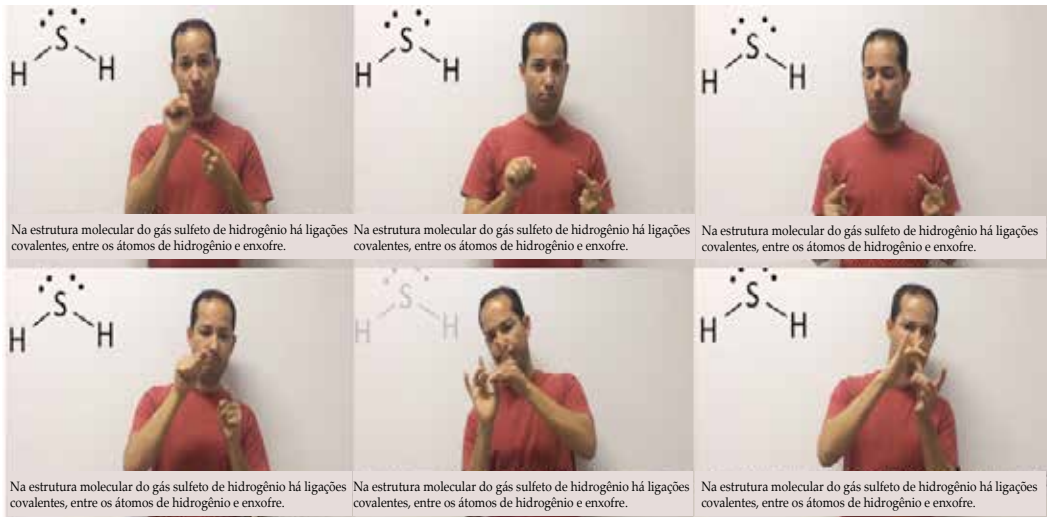 S
H H
S
H H
S
H H
Na estrutura molecular do gás sulfeto de hidrogênio há ligações
covalentes, entre os átomos de hidrogênio e enxofre.
Na estrutura molecular do gás sulfeto de hidrogênio há ligações
covalentes, entre os átomos de hidrogênio e enxofre.
Na estrutura molecular do gás sulfeto de hidrogênio há ligações
covalentes, entre os átomos de hidrogênio e enxofre.
S
H H
S
H H
S
H H
Na estrutura molecular do gás sulfeto de hidrogênio há ligações
covalentes, entre os átomos de hidrogênio e enxofre.
Na estrutura molecular do gás sulfeto de hidrogênio há ligações
covalentes, entre os átomos de hidrogênio e enxofre.
Na estrutura molecular do gás sulfeto de hidrogênio há ligações
covalentes, entre os átomos de hidrogênio e enxofre.